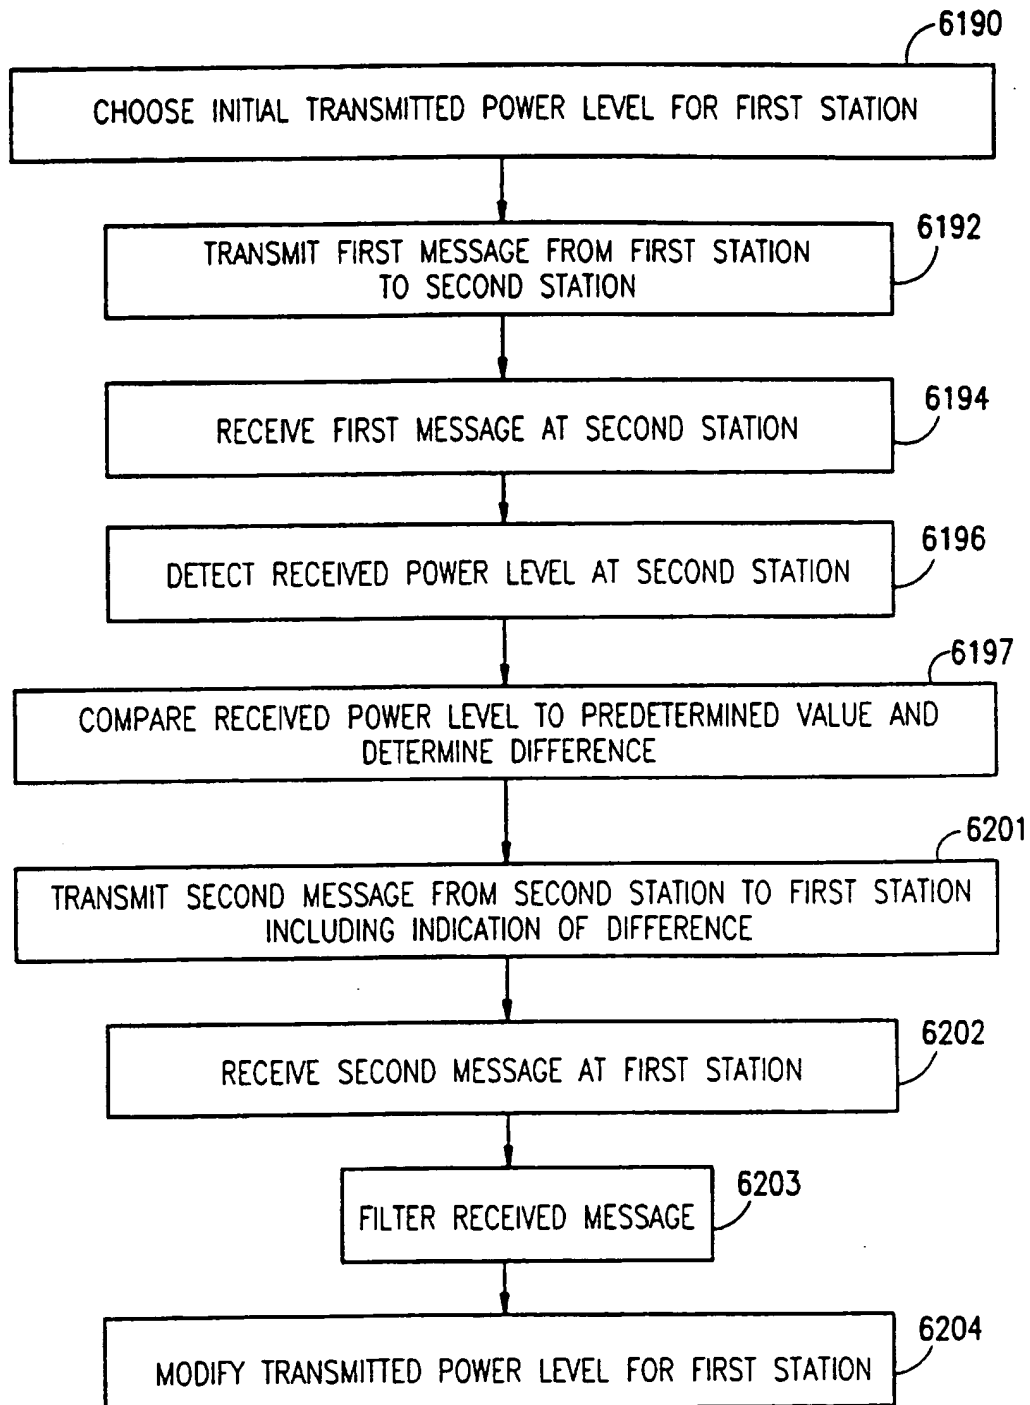 6190
CHOOSE INITIAL TRANSMITTED POWER LEVEL FOR FIRST STATION
6192
TRANSMIT FIRST MESSAGE FROM FIRST STATION
TO SECOND STATION
6194
RECEIVE FIRST MESSAGE AT SECOND STATION
6196
DETECT RECEIVED POWER LEVEL AT SECOND STATION
6197
COMPARE RECEIVED POWER LEVEL TO PREDETERMINED VALUE AND
DETERMINE DIFFERENCE
6201
TRANSMIT SECOND MESSAGE FROM SECOND STATION TO FIRST STATION
INCLUDING INDICATION OF DIFFERENCE
6202
RECEIVE SECOND MESSAGE AT FIRST STATION
6203
FILTER RECEIVED MESSAGE
6204
MODIFY TRANSMITTED POWER LEVEL FOR FIRST STATION